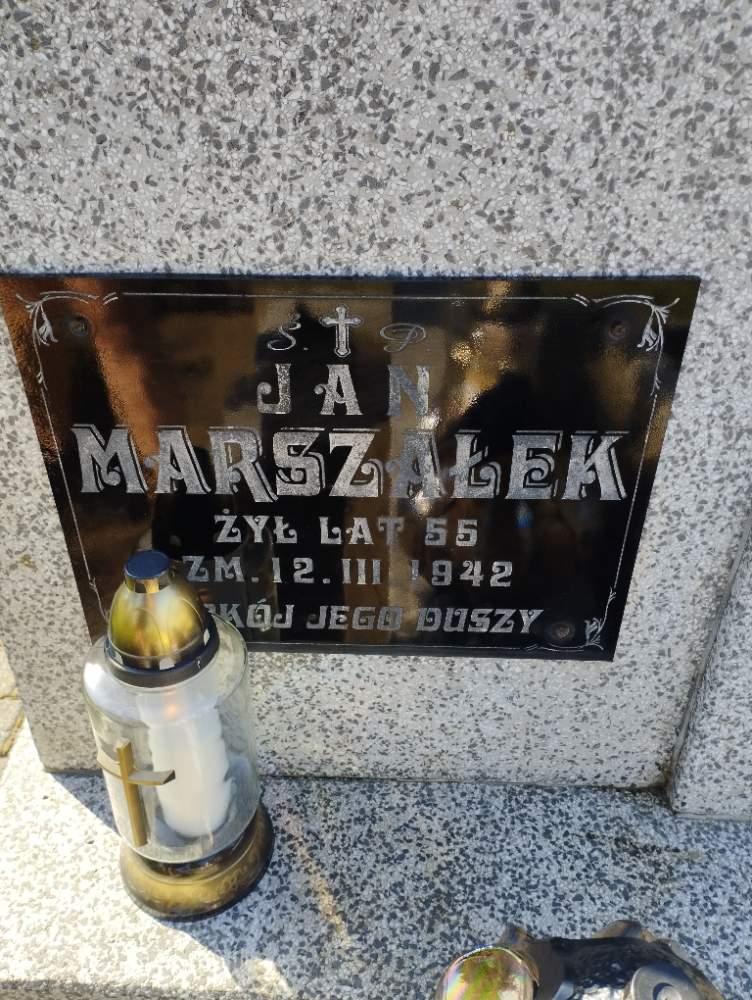 Ś. P.
JAN
MARSZAŁEK
ŻYŁ LAT 55
ZM. 12. III 1942
JEGO DUSZY